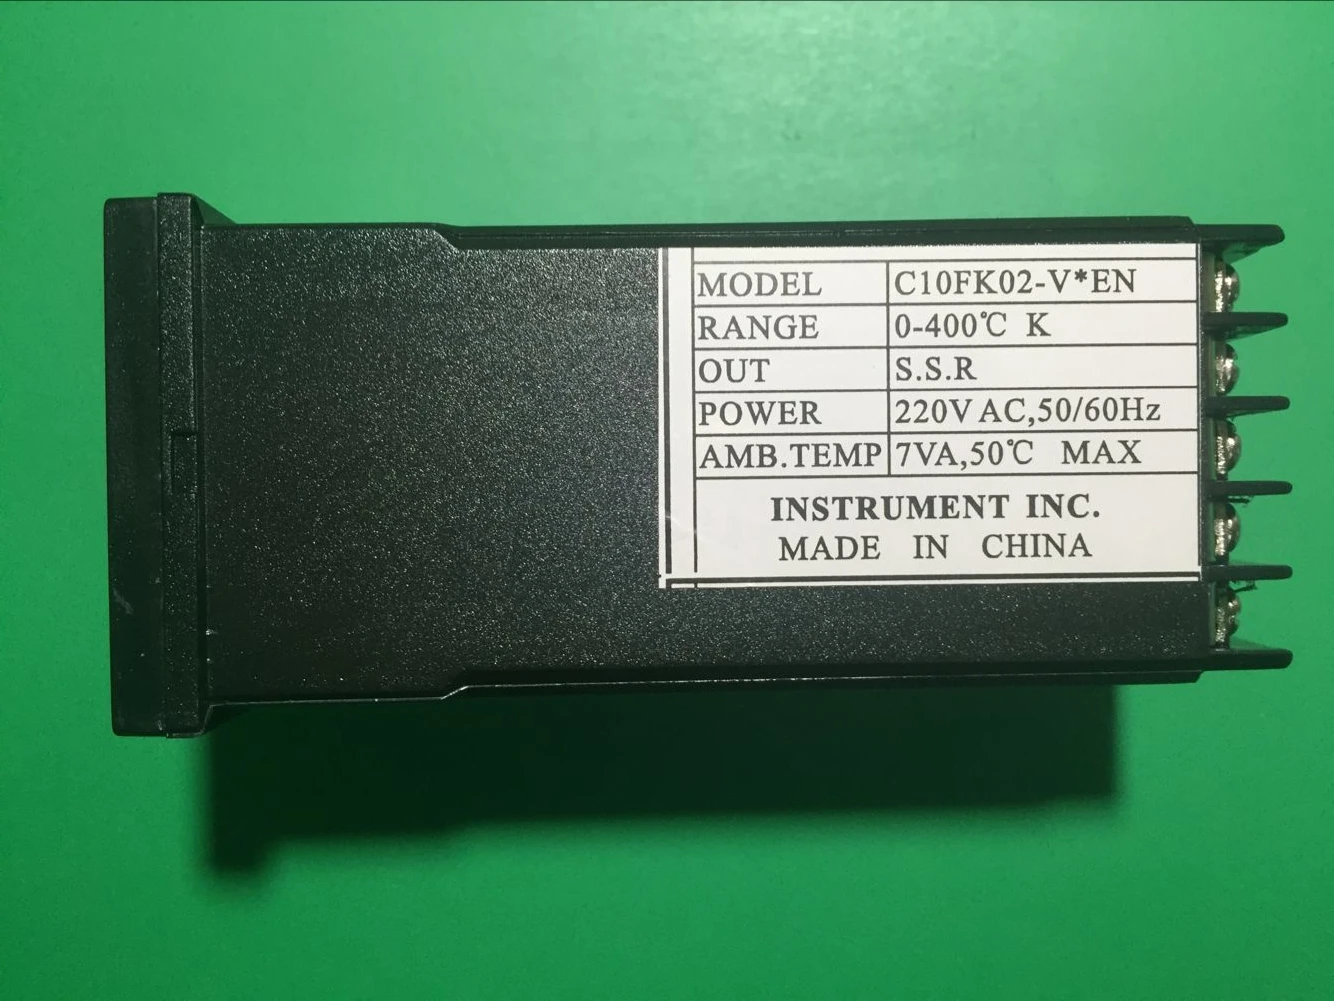 MODEL C10FK02-V*EN
RANGE 0-400℃ K
OUT S.S.R
POWER 220V AC,50/60Hz
AMB.TEMP 7VA,50℃ MAX
INSTRUMENT INC.
MADE IN CHINA